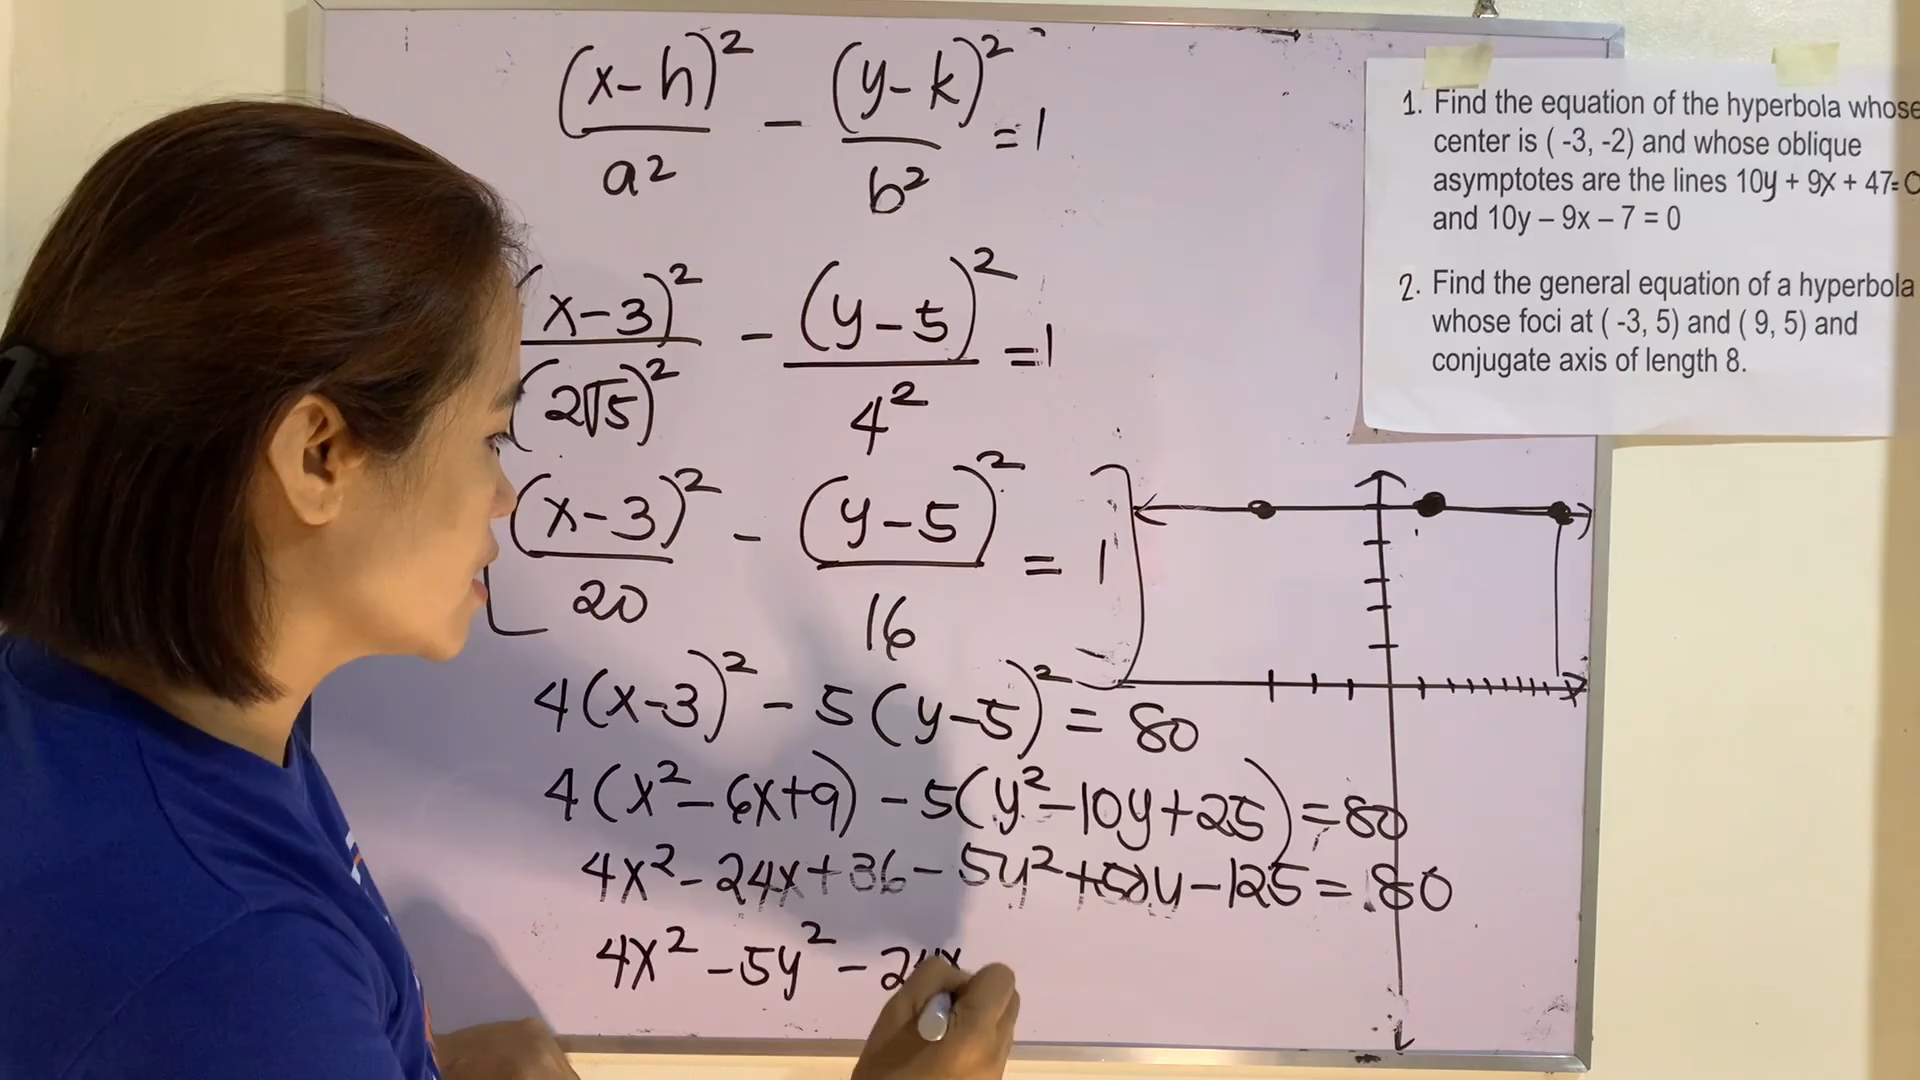 (x-h)²/a² - (y-k)²/b² = 1
(x-3)²/(2√5)² - (y-5)²/4² = 1
[(x-3)²/20 - (y-5)²/16 = 1]
4(x-3)² - 5(y-5)² = 80
4(x²-6x+9) - 5(y²-10y+25) = 80
4x² - 24x + 36 - 5y² + 50y - 125 = 80
4x² - 5y² - 24x
1. Find the equation of the hyperbola whose
center is ( -3, -2) and whose oblique
asymptotes are the lines 10y + 9x + 47=0
and 10y – 9x – 7 = 0
2. Find the general equation of a hyperbola
whose foci at ( -3, 5) and ( 9, 5) and
conjugate axis of length 8.